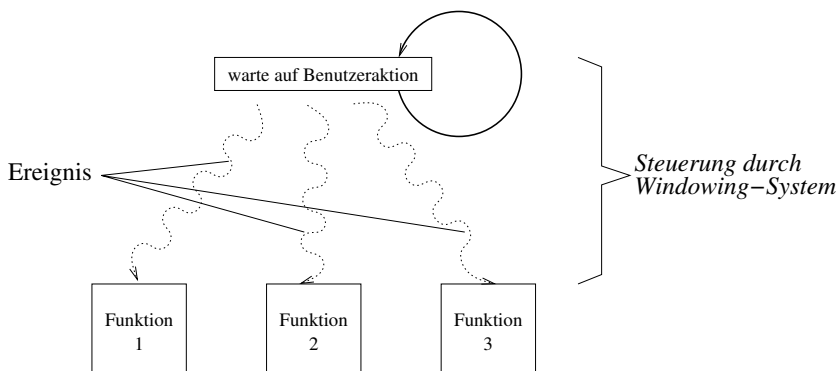 warte auf Benutzeraktion
Ereignis
Steuerung durch
Windowing-System
Funktion
1
Funktion
2
Funktion
3